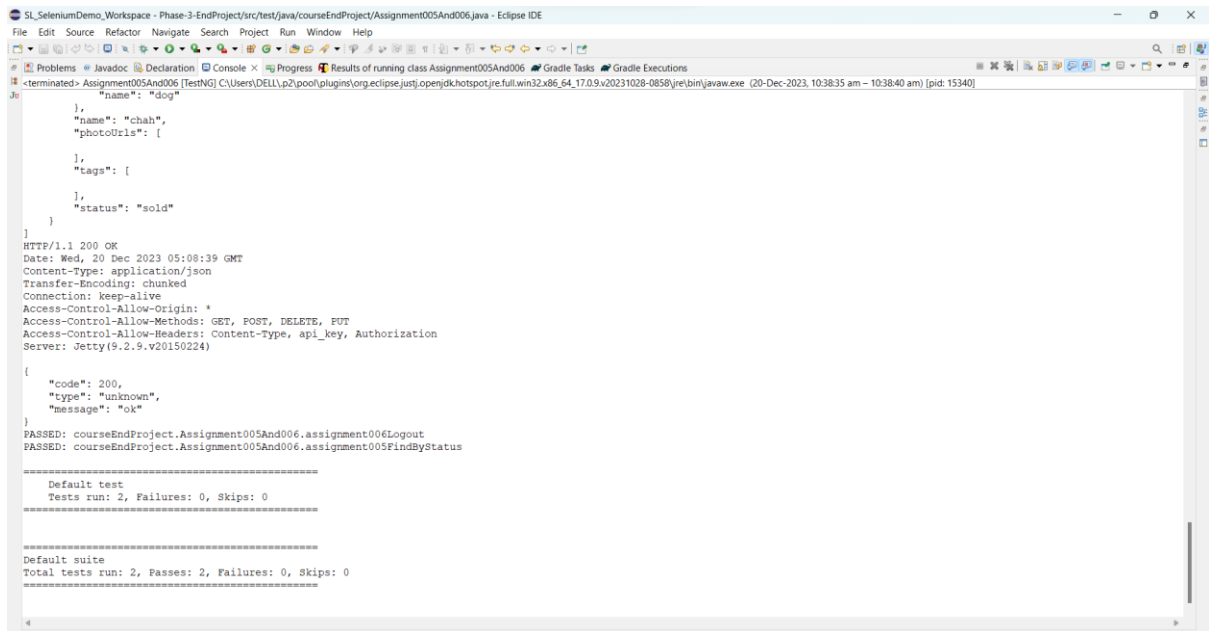 SL_SeleniumDemo_Workspace - Phase-3-EndProject/src/test/java/courseEndProject/Assignment005And006.java - Eclipse IDE
File Edit Source Refactor Navigate Search Project Run Window Help
Problems Javadoc Declaration Console Progress Results of running class Assignment005And006 Gradle Tasks Gradle Executions
<terminated> Assignment005And006 [TestNG] C:\Users\DELL\.p2\pool\plugins\org.eclipse.justj.openjdk.hotspot.jre.full.win32.x86_64_17.0.9.v20231028-0858\jre\bin\javaw.exe (20-Dec-2023, 10:38:35 am – 10:38:40 am) [pid: 15340]
"name": "dog"
},
"name": "chah",
"photoUrls": [
],
"tags": [
],
"status": "sold"
}
]
HTTP/1.1 200 OK
Date: Wed, 20 Dec 2023 05:08:39 GMT
Content-Type: application/json
Transfer-Encoding: chunked
Connection: keep-alive
Access-Control-Allow-Origin: *
Access-Control-Allow-Methods: GET, POST, DELETE, PUT
Access-Control-Allow-Headers: Content-Type, api_key, Authorization
Server: Jetty(9.2.9.v20150224)
{
"code": 200,
"type": "unknown",
"message": "ok"
}
PASSED: courseEndProject.Assignment005And006.assignment006Logout
PASSED: courseEndProject.Assignment005And006.assignment005FindByStatus
===============================================
Default test
Tests run: 2, Failures: 0, Skips: 0
===============================================
===============================================
Default suite
Total tests run: 2, Passes: 2, Failures: 0, Skips: 0
===============================================